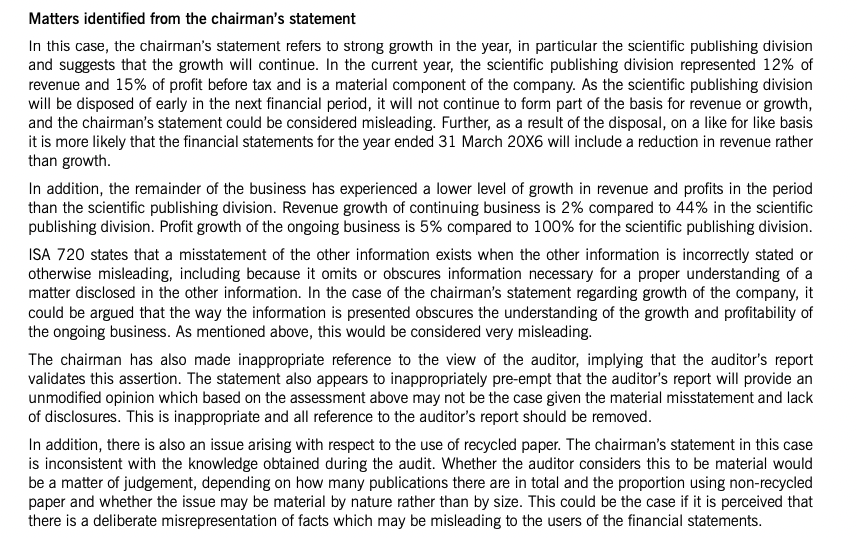 Matters identified from the chairman's statement
In this case, the chairman's statement refers to strong growth in the year, in particular the scientific publishing division
and suggests that the growth will continue. In the current year, the scientific publishing division represented 12% of
revenue and 15% of profit before tax and is a material component of the company. As the scientific publishing division
will be disposed of early in the next financial period, it will not continue to form part of the basis for revenue or growth,
and the chairman's statement could be considered misleading. Further, as a result of the disposal, on a like for like basis
it is more likely that the financial statements for the year ended 31 March 20X6 will include a reduction in revenue rather
than growth.
In addition, the remainder of the business has experienced a lower level of growth in revenue and profits in the period
than the scientific publishing division. Revenue growth of continuing business is 2% compared to 44% in the scientific
publishing division. Profit growth of the ongoing business is 5% compared to 100% for the scientific publishing division.
ISA 720 states that a misstatement of the other information exists when the other information is incorrectly stated or
otherwise misleading, including because it omits or obscures information necessary for a proper understanding of a
matter disclosed in the other information. In the case of the chairman's statement regarding growth of the company, it
could be argued that the way the information is presented obscures the understanding of the growth and profitability of
the ongoing business. As mentioned above, this would be considered very misleading.
The chairman has also made inappropriate reference to the view of the auditor, implying that the auditor's report
validates this assertion. The statement also appears to inappropriately pre-empt that the auditor's report will provide an
unmodified opinion which based on the assessment above may not be the case given the material misstatement and lack
of disclosures. This is inappropriate and all reference to the auditor's report should be removed.
In addition, there is also an issue arising with respect to the use of recycled paper. The chairman's statement in this case
is inconsistent with the knowledge obtained during the audit. Whether the auditor considers this to be material would
be a matter of judgement, depending on how many publications there are in total and the proportion using non-recycled
paper and whether the issue may be material by nature rather than by size. This could be the case if it is perceived that
there is a deliberate misrepresentation of facts which may be misleading to the users of the financial statements.